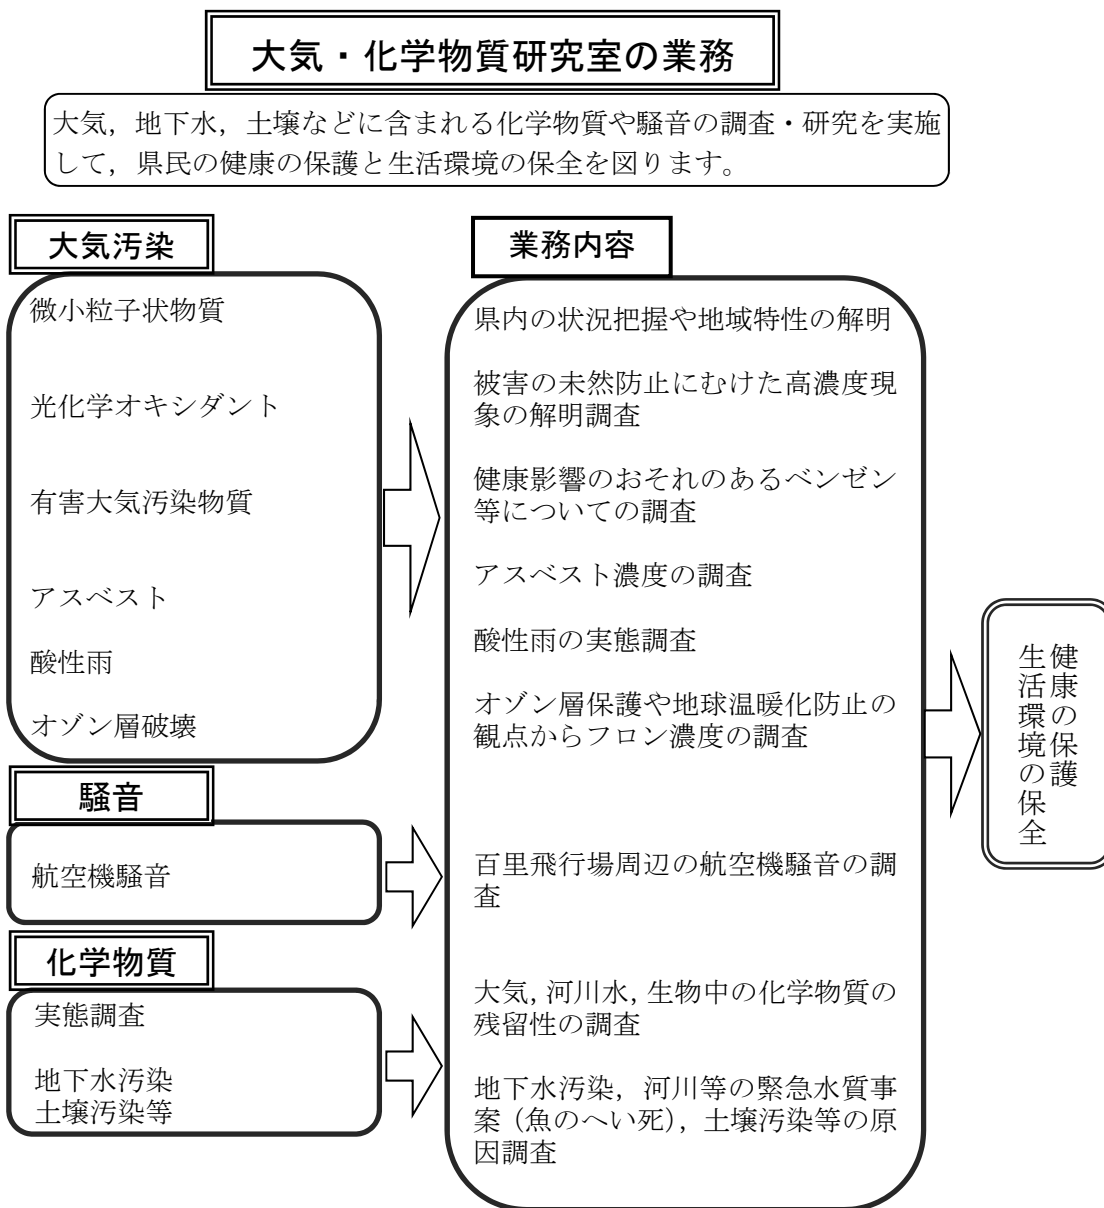 大気・化学物質研究室の業務
大気，地下水，土壌などに含まれる化学物質や騒音の調査・研究を実施
して，県民の健康の保護と生活環境の保全を図ります。
大気汚染
微小粒子状物質
光化学オキシダント
有害大気汚染物質
アスベスト
酸性雨
オゾン層破壊
騒音
航空機騒音
化学物質
実態調査
地下水汚染
土壌汚染等
業務内容
県内の状況把握や地域特性の解明
被害の未然防止にむけた高濃度現
象の解明調査
健康影響のおそれのあるベンゼン
等についての調査
アスベスト濃度の調査
酸性雨の実態調査
オゾン層保護や地球温暖化防止の
観点からフロン濃度の調査
百里飛行場周辺の航空機騒音の調
査
大気，河川水，生物中の化学物質の
残留性の調査
地下水汚染，河川等の緊急水質事
案（魚のへい死），土壌汚染等の原
因調査
健康の保護
生活環境の保全